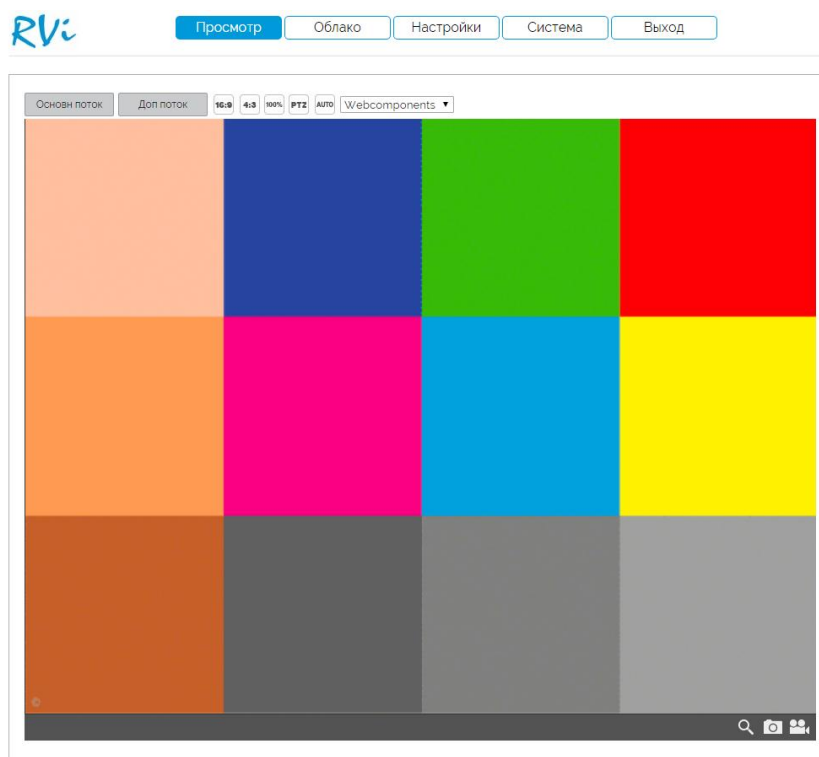 RVi Просмотр Облако Настройки Система Выход
Основн поток Доп поток 16:9 4:3 100% PTZ AUTO Webcomponents
©